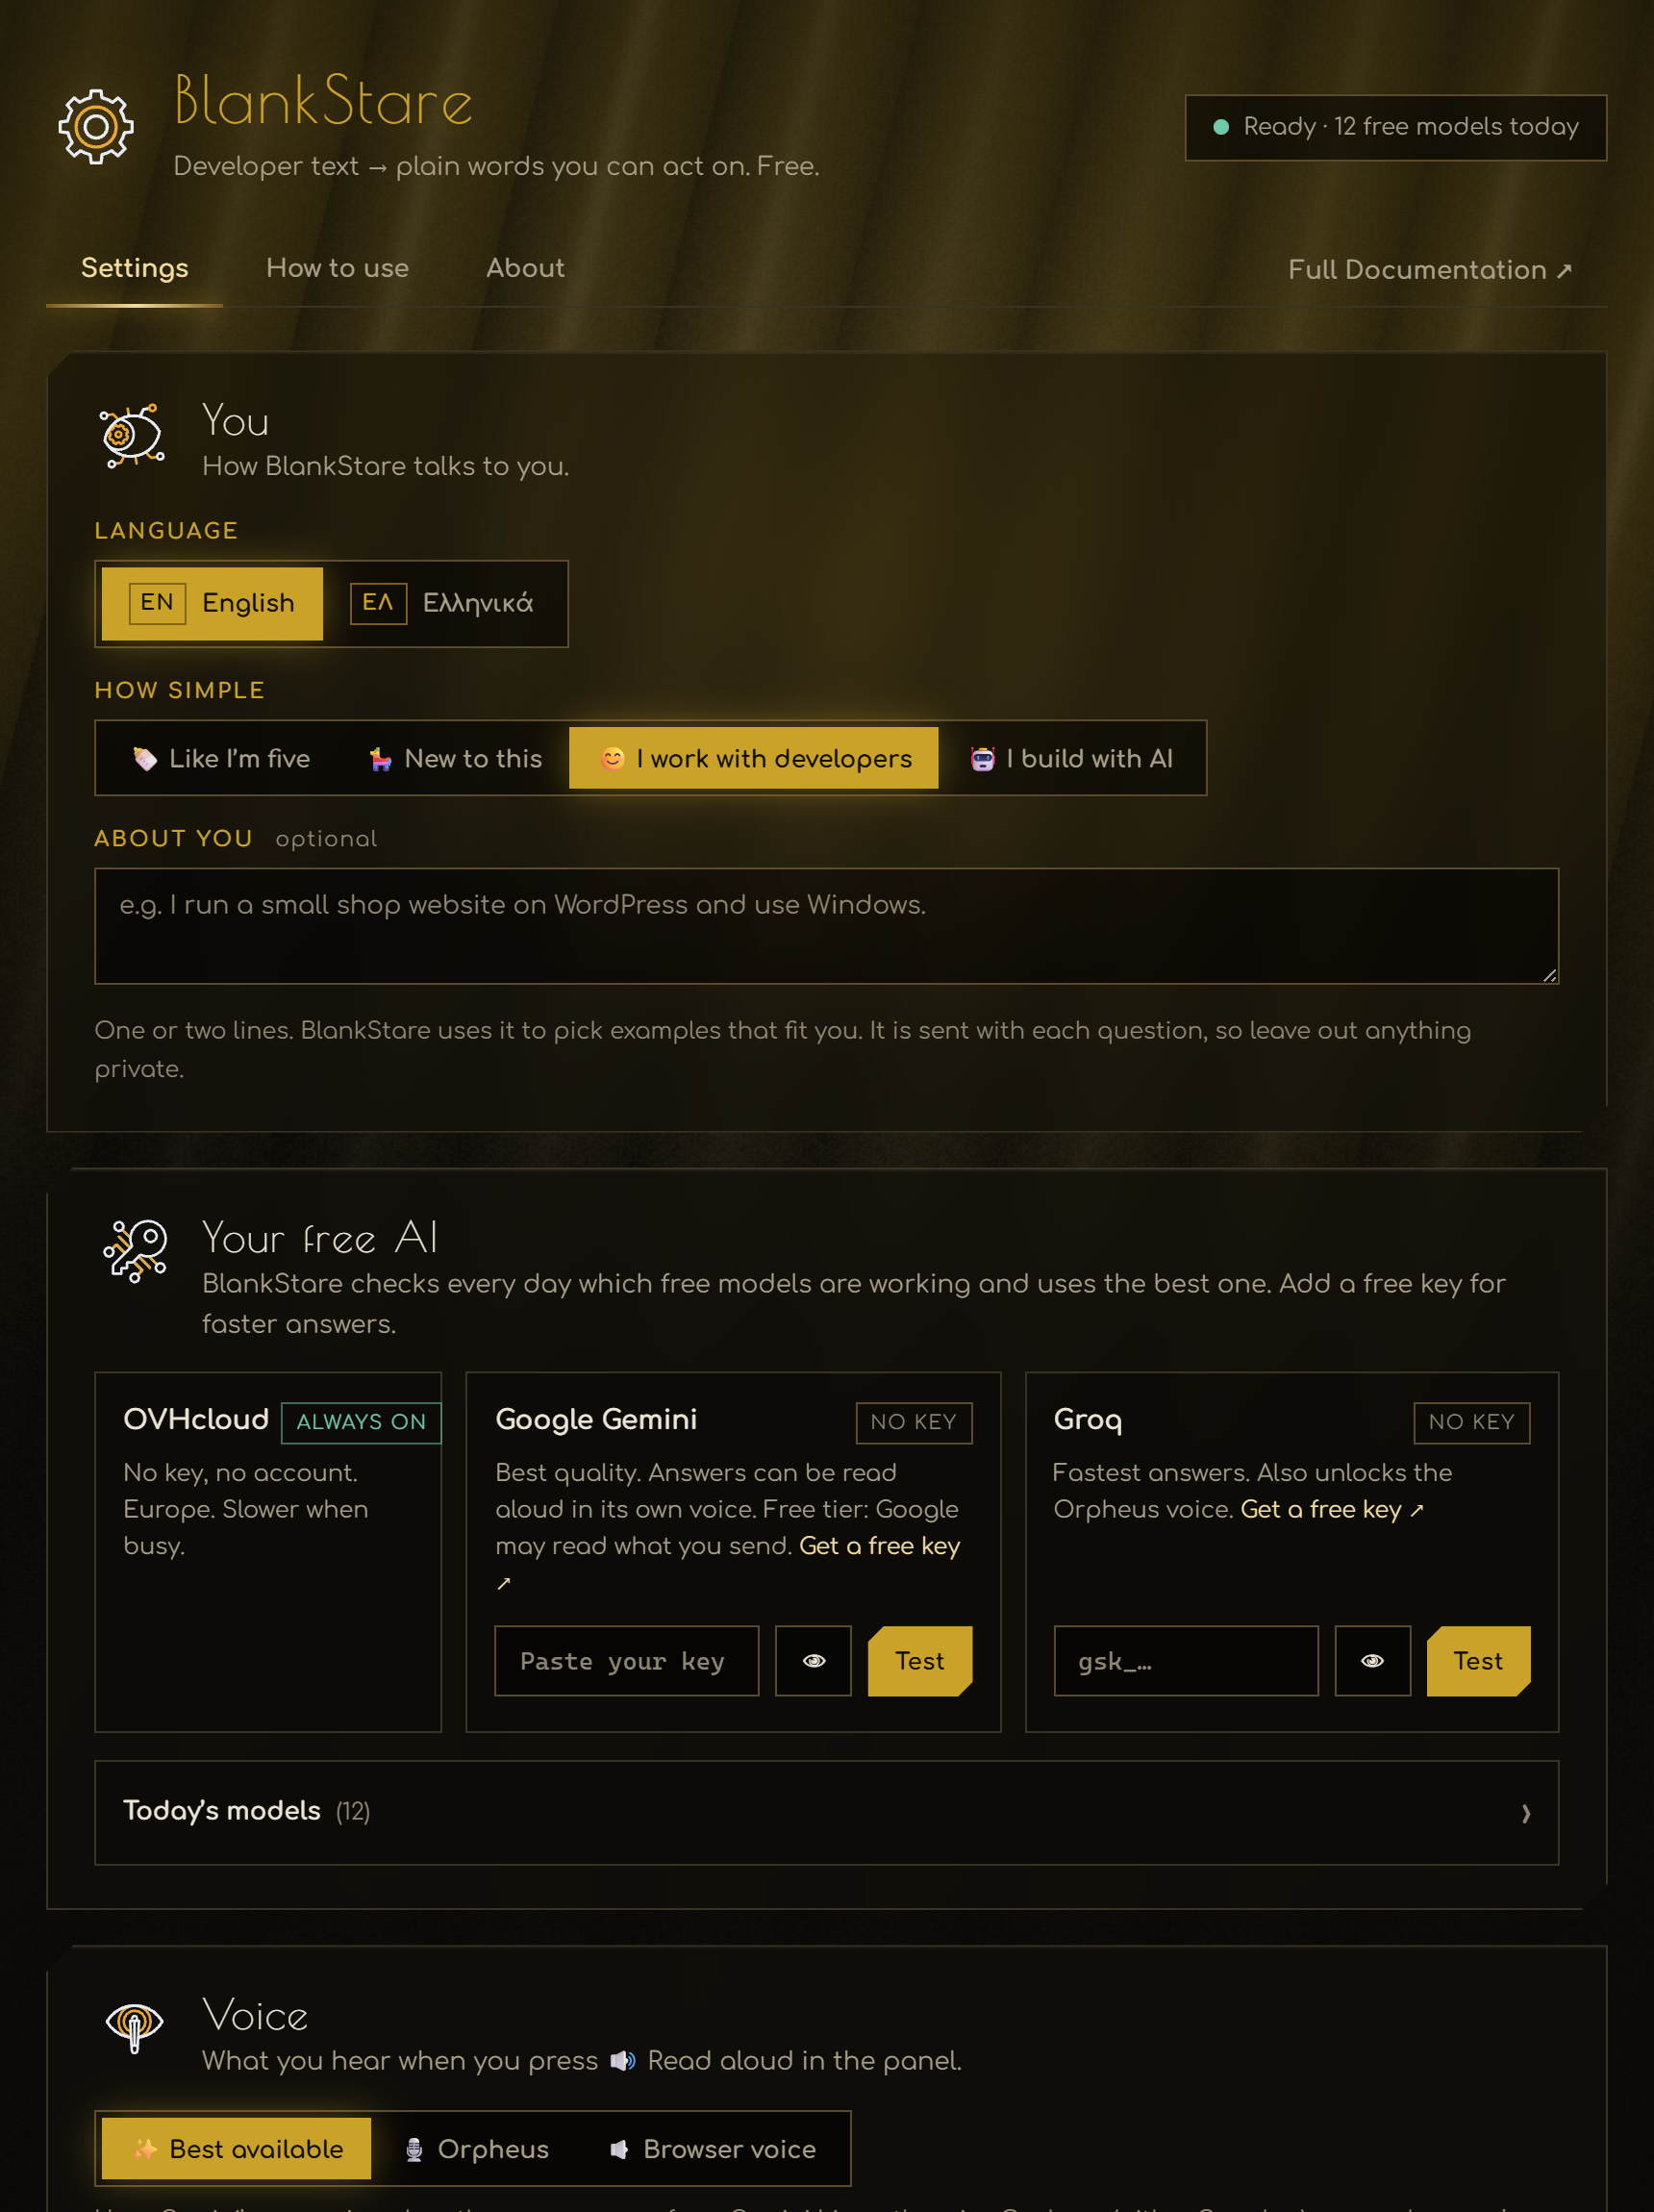 BlankStare
Developer text → plain words you can act on. Free.
Ready · 12 free models today
Settings
How to use
About
Full Documentation ↗
You
How BlankStare talks to you.
LANGUAGE
EN English
ΕΛ Ελληνικά
HOW SIMPLE
Like I'm five
New to this
I work with developers
I build with AI
ABOUT YOU optional
e.g. I run a small shop website on WordPress and use Windows.
One or two lines. BlankStare uses it to pick examples that fit you. It is sent with each question, so leave out anything
private.
Your free AI
BlankStare checks every day which free models are working and uses the best one. Add a free key for
faster answers.
OVHcloud ALWAYS ON
No key, no account.
Europe. Slower when
busy.
Google Gemini NO KEY
Best quality. Answers can be read
aloud in its own voice. Free tier: Google
may read what you send. Get a free key
↗
Paste your key
Test
Groq NO KEY
Fastest answers. Also unlocks the
Orpheus voice. Get a free key ↗
gsk_…
Test
Today's models (12)
Voice
What you hear when you press 🔊 Read aloud in the panel.
Best available
Orpheus
Browser voice